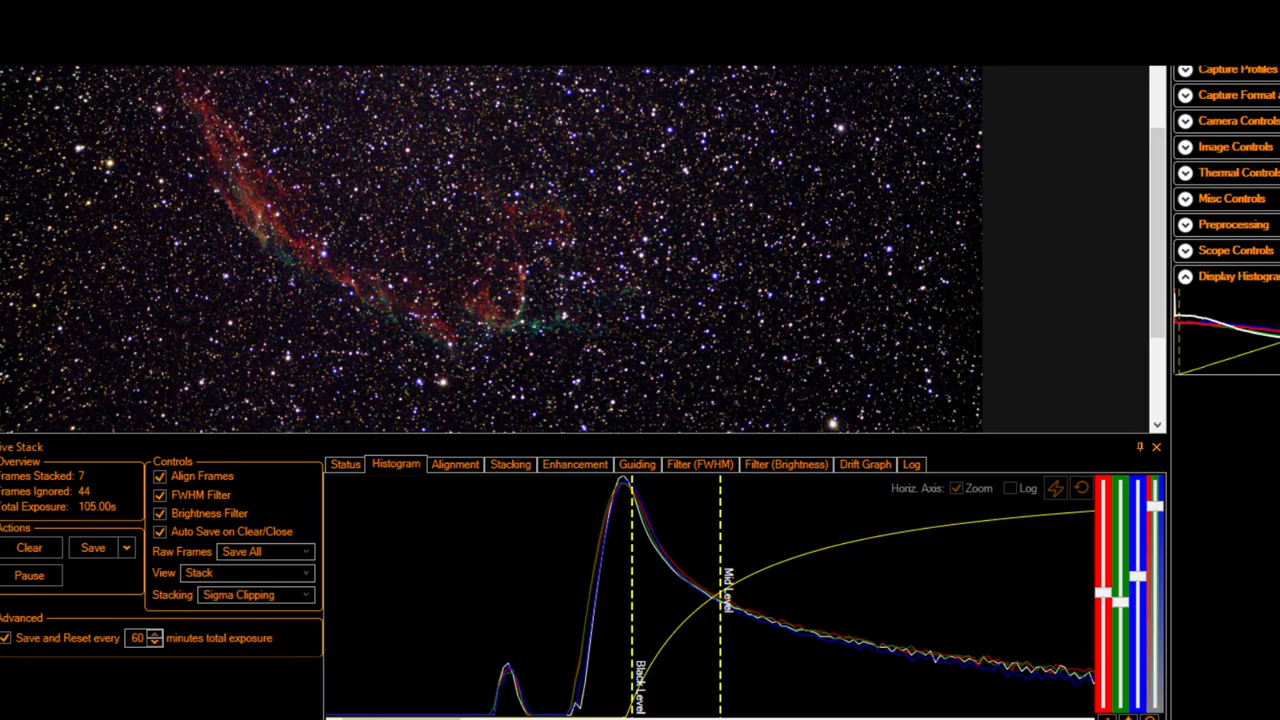 Capture Profiles
Capture Format a
Camera Controls
Image Controls
Thermal Controls
Misc Controls
Preprocessing
Scope Controls
Display Histogra
ive Stack
Overview
Frames Stacked: 7
Frames Ignored: 44
Total Exposure: 105.00s
Actions
Clear Save
Pause
Controls
Align Frames
FWHM Filter
Brightness Filter
Auto Save on Clear/Close
Raw Frames Save All
View Stack
Stacking Sigma Clipping
Advanced
Save and Reset every 60 minutes total exposure
Status Histogram Alignment Stacking Enhancement Guiding Filter (FWHM) Filter (Brightness) Drift Graph Log
Horiz. Axis: Zoom Log
Black Level
Mid Level